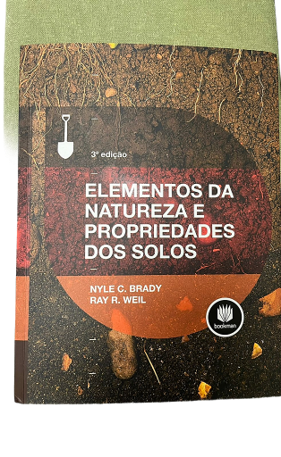 3ª edição
ELEMENTOS DA
NATUREZA E
PROPRIEDADES
DOS SOLOS
NYLE C. BRADY
RAY R. WEIL
bookman